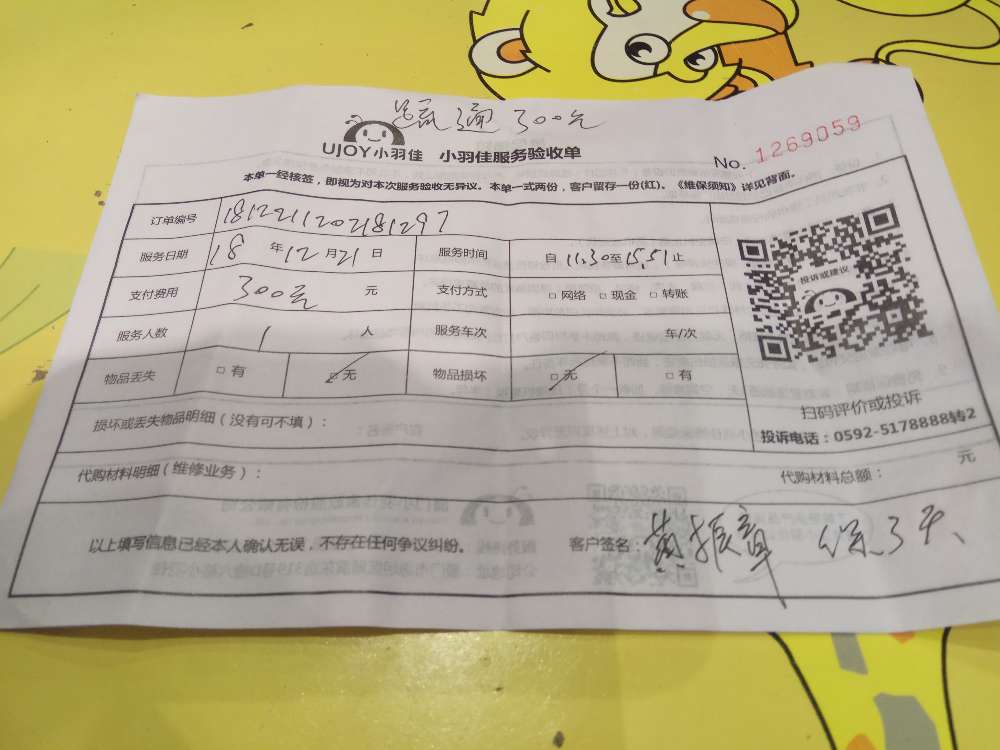 通 300元
UJOY小羽佳 小羽佳服务验收单 No. 1269059
本单一经核签，即视为对本次服务验收无异议。本单一式两份，客户留存一份(红)。《维保须知》详见背面。
订单编号 1812211202181297
服务日期 18 年 12 月 21 日 服务时间 自 11.30 至 15.51 止
支付费用 300元 元 支付方式 □ 网络 □ 现金 □ 转账
服务人数 1 人 服务车次 车/次
物品丢失 □ 有 □ 无 物品损坏 □ 无 □ 有
投诉或建议
扫码评价或投诉
投诉电话：0592-5178888转2
损坏或丢失物品明细（没有可不填）：
代购材料明细（维修业务）： 代购材料总额： 元
以上填写信息已经本人确认无误，不存在任何争议纠纷。 客户签名： 黄振章 保3天